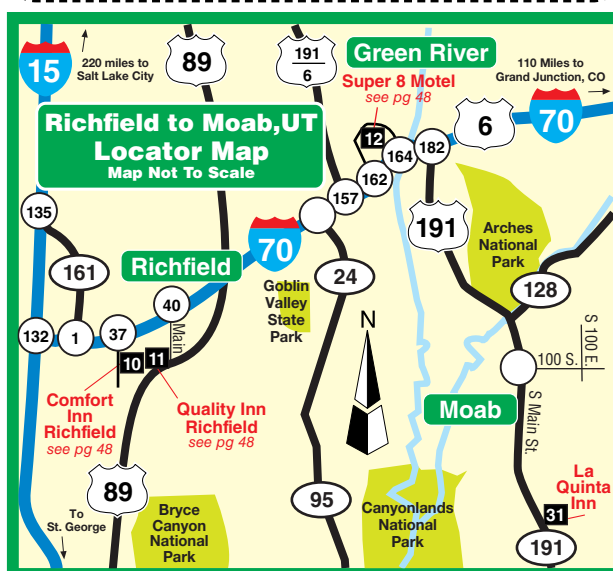 15
220 miles to
Salt Lake City
89
191
6
Green River
Super 8 Motel
see pg 48
12
110 Miles to
Grand Junction, CO
6
70
Richfield to Moab,UT
Locator Map
Map Not To Scale
164
182
162
157
135
161
191
Arches
National
Park
70
Richfield
24
Goblin
Valley
State
Park
128
40
Main
132
1
37
10
11
N
S 100 E.
100 S.
Comfort
Inn
Richfield
see pg 48
Quality Inn
Richfield
see pg 48
Moab
S Main St.
89
95
La
Quinta
Inn
31
To
St. George
Bryce
Canyon
National
Park
Canyonlands
National
Park
191